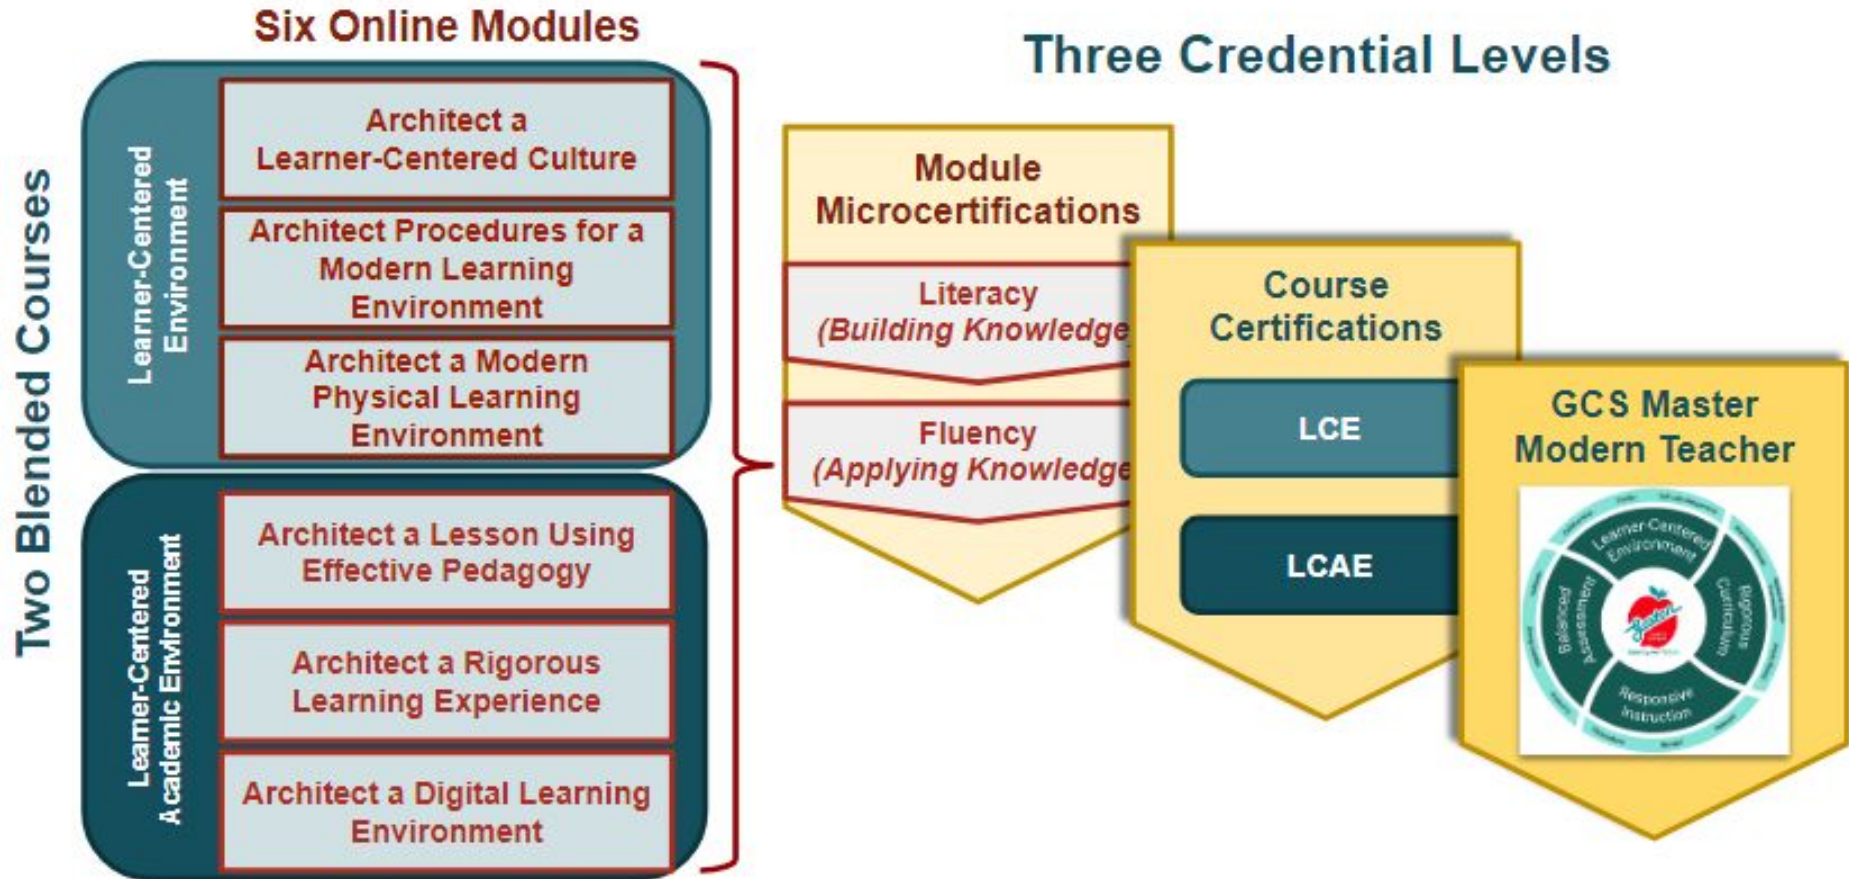 Six Online Modules
Three Credential Levels
Two Blended Courses
Learner-Centered
Environment
Architect a
Learner-Centered Culture
Architect Procedures for a
Modern Learning
Environment
Architect a Modern
Physical Learning
Environment
Learner-Centered
Academic Environment
Architect a Lesson Using
Effective Pedagogy
Architect a Rigorous
Learning Experience
Architect a Digital Learning
Environment
Module
Microcertifications
Literacy
(Building Knowledge
Fluency
(Applying Knowledge
Course
Certifications
LCE
LCAE
GCS Master
Modern Teacher
Learner-Centered
Environment
Rigorous
Curriculum
Responsive
Instruction
Balanced
Assessment